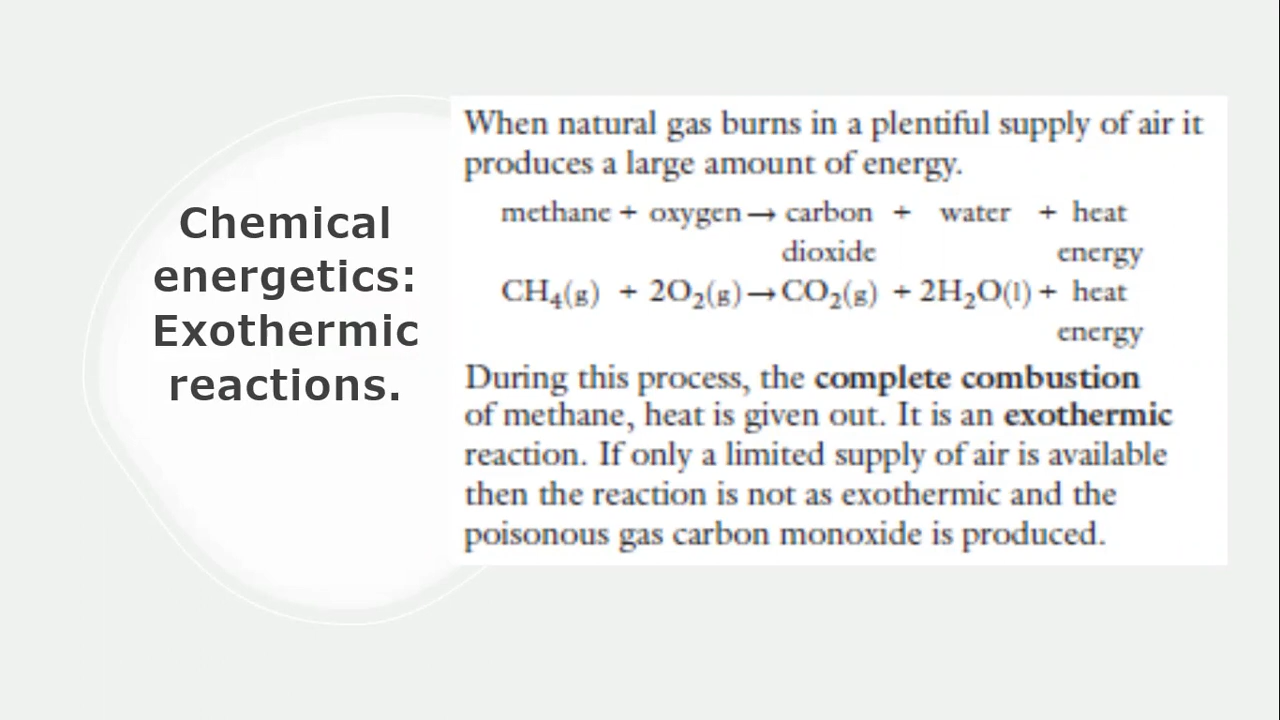 Chemical
energetics:
Exothermic
reactions.
When natural gas burns in a plentiful supply of air it
produces a large amount of energy.
methane + oxygen → carbon + water + heat
dioxide energy
CH₄(g) + 2O₂(g) → CO₂(g) + 2H₂O(l) + heat
energy
During this process, the complete combustion
of methane, heat is given out. It is an exothermic
reaction. If only a limited supply of air is available
then the reaction is not as exothermic and the
poisonous gas carbon monoxide is produced.